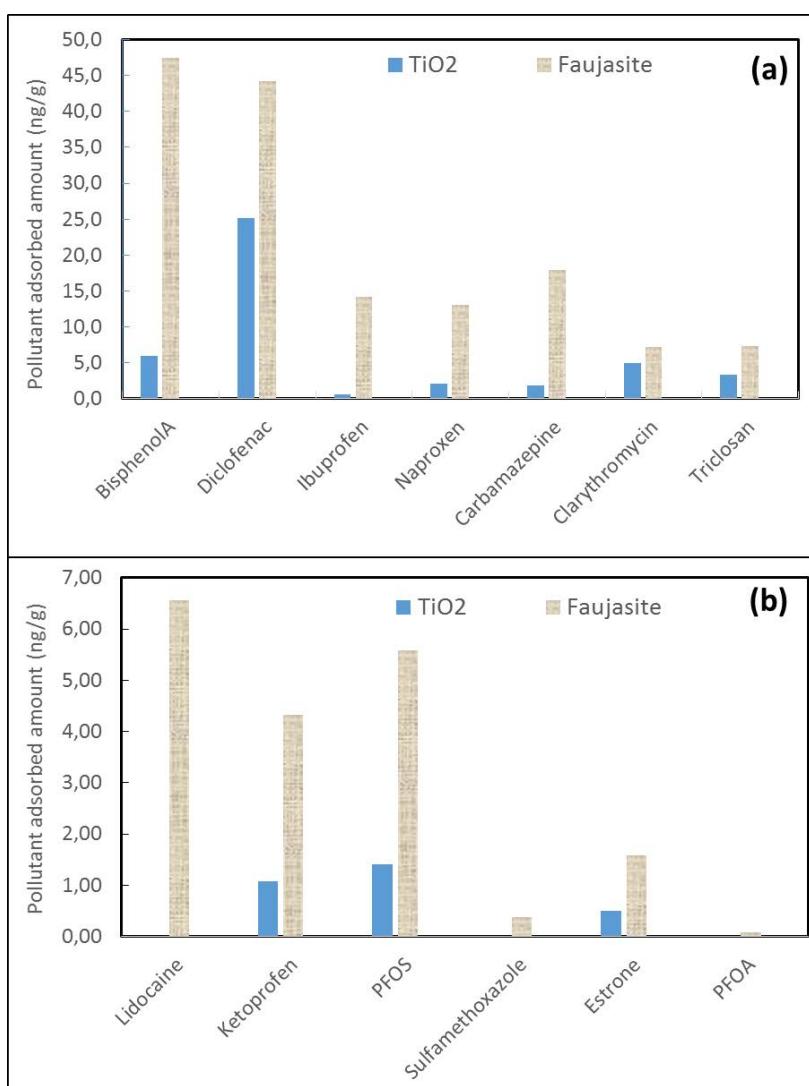 50,0
45,0
40,0
35,0
30,0
25,0
20,0
15,0
10,0
5,0
0,0
Pollutant adsorbed amount (ng/g)
TiO2 Faujasite (a)
BisphenolA
Diclofenac
Ibuprofen
Naproxen
Carbamazepine
Clarythromycin
Triclosan
7,00
6,00
5,00
4,00
3,00
2,00
1,00
0,00
Pollutant adsorbed amount (ng/g)
TiO2 Faujasite (b)
Lidocaine
Ketoprofen
PFOS
Sulfamethoxazole
Estrone
PFOA